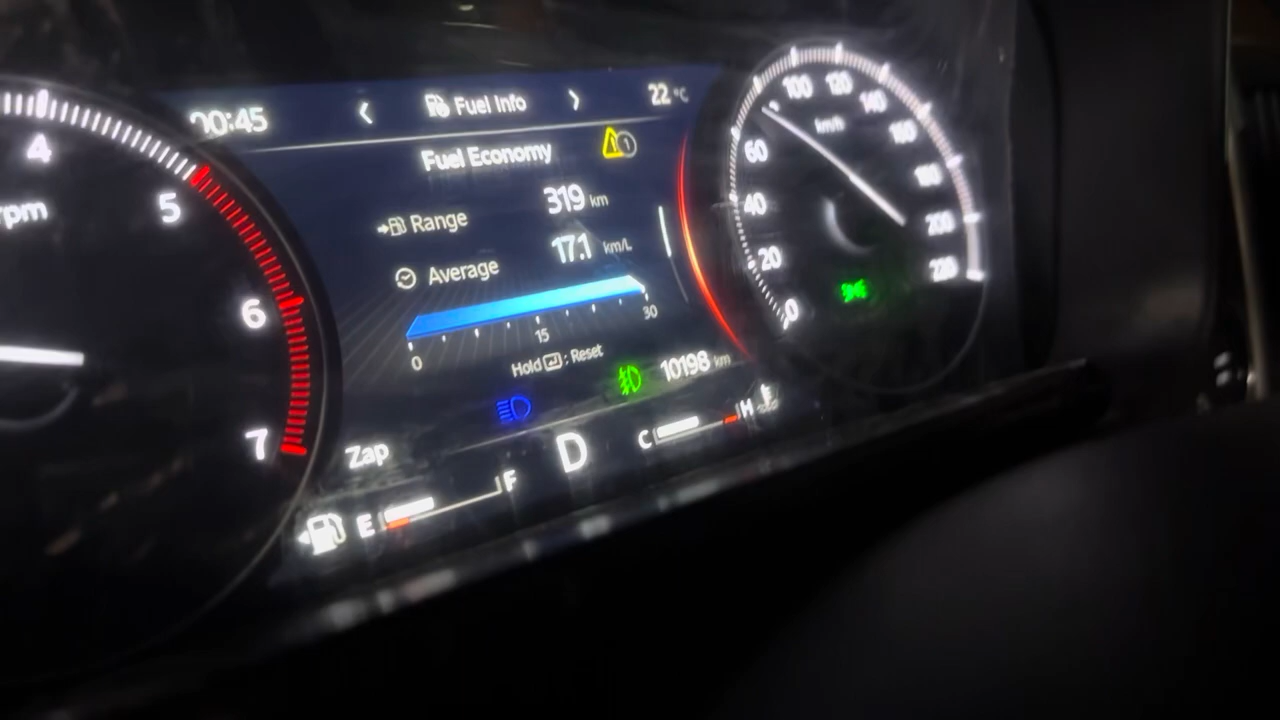 00:45
Fuel Info
22 °C
Fuel Economy
1
Range 319 km
Average 17.1 km/L
0 15 30
Hold : Reset
10198 km
Zap
D
E F
C H
4
5
6
7
rpm
0
20
40
60
100
120
140
160
180
200
220
km/h